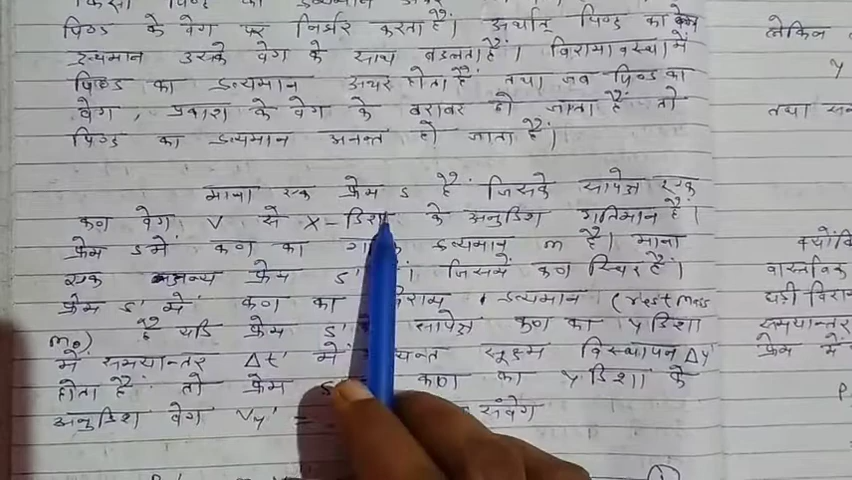 पिण्ड के वेग पर निर्भर करता है। अर्थात् पिण्ड का
द्रव्यमान उसके वेग के साथ बदलता है। विरामावस्था में
पिण्ड का द्रव्यमान अचर होता है तथा जब पिण्ड का
वेग, प्रकाश के वेग के बराबर हो जाता है तो
पिण्ड का द्रव्यमान अनन्त हो जाता है।
माना एक फ्रेम S है जिसके सापेक्ष एक
कण वेग V से X-दिशा के अनुदिश गतिमान है।
फ्रेम S में कण का द्रव्यमान m है। माना
एक अन्य फ्रेम S' जिसमें कण स्थिर है।
फ्रेम S' में कण का द्रव्यमान (rest mass
m₀) है यदि फ्रेम S' सापेक्ष कण का Y दिशा
में समयान्तर Δt' में सूक्ष्म विस्थापन Δy'
होता है तो फ्रेम कण का Y दिशा के
अनुदिश वेग Vy' = संवेग
लेकिन
y
तथा
वास्तविक
घड़ी
समयान्तर
फ्रेम में
P